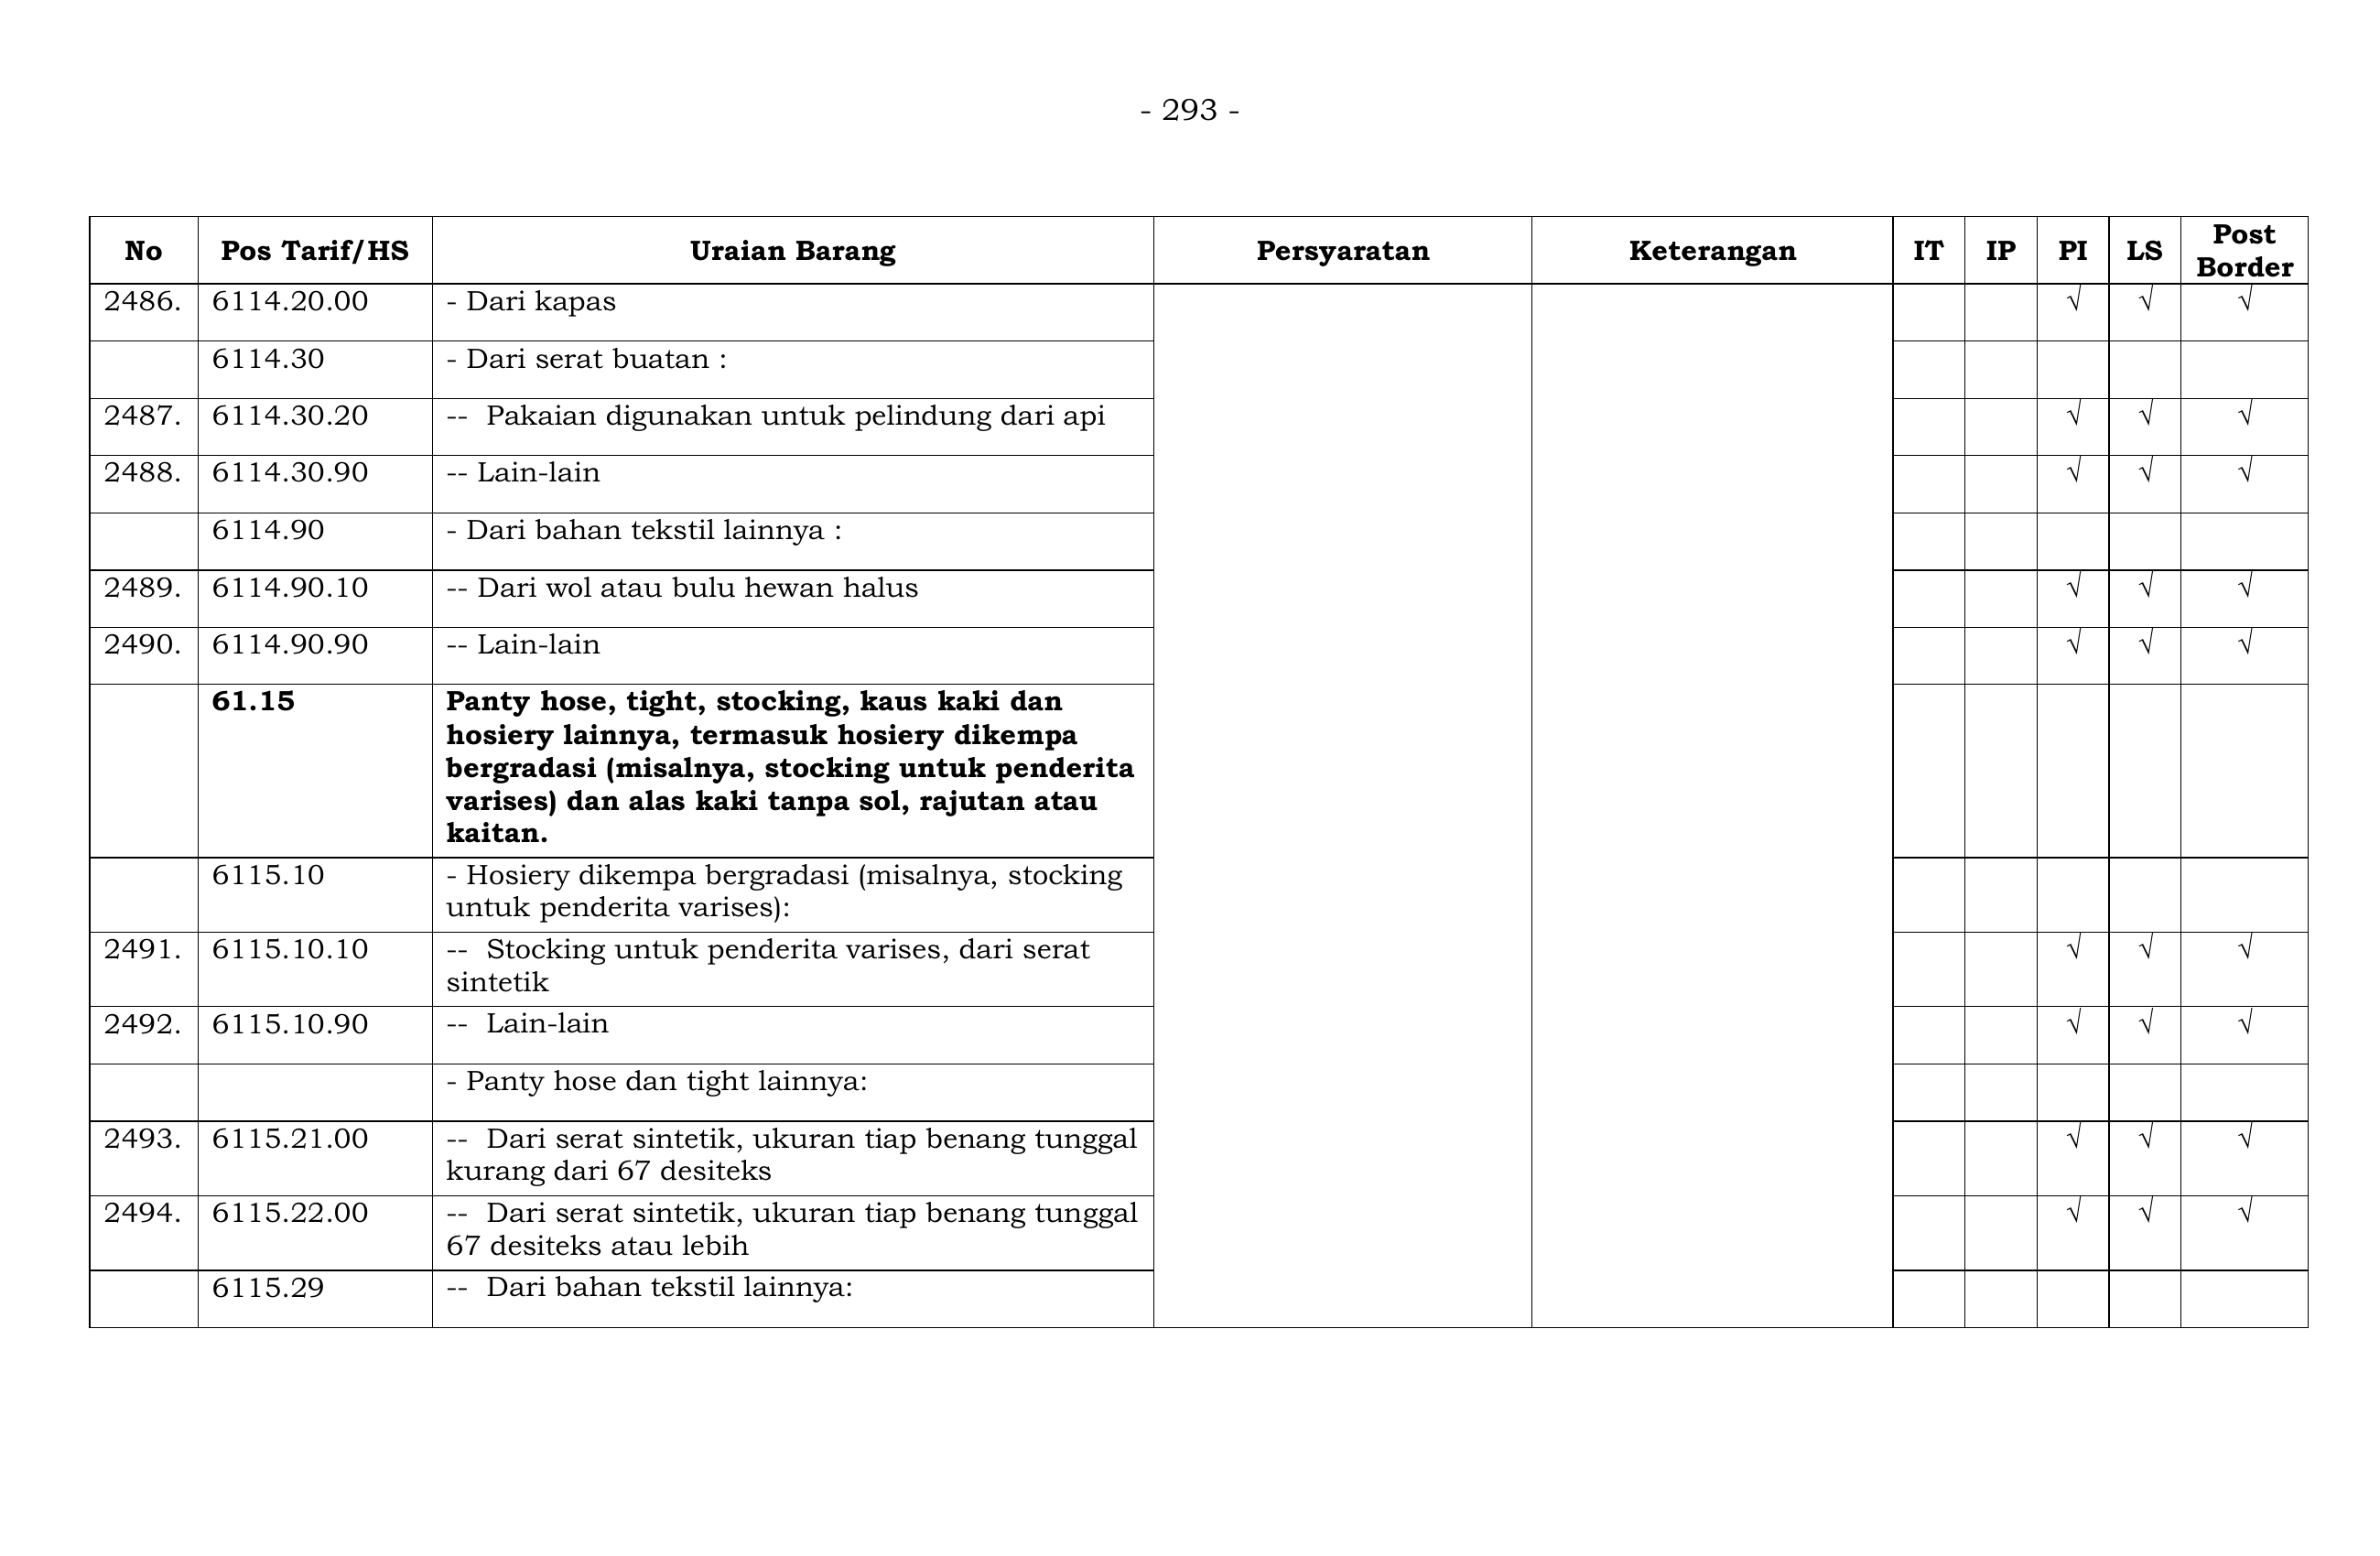 - 293 -
No Pos Tarif/HS Uraian Barang Persyaratan Keterangan IT IP PI LS Post Border
2486. 6114.20.00 - Dari kapas √ √ √
6114.30 - Dari serat buatan :
2487. 6114.30.20 -- Pakaian digunakan untuk pelindung dari api √ √ √
2488. 6114.30.90 -- Lain-lain √ √ √
6114.90 - Dari bahan tekstil lainnya :
2489. 6114.90.10 -- Dari wol atau bulu hewan halus √ √ √
2490. 6114.90.90 -- Lain-lain √ √ √
61.15 Panty hose, tight, stocking, kaus kaki dan
hosiery lainnya, termasuk hosiery dikempa
bergradasi (misalnya, stocking untuk penderita
varises) dan alas kaki tanpa sol, rajutan atau
kaitan.
6115.10 - Hosiery dikempa bergradasi (misalnya, stocking
untuk penderita varises):
2491. 6115.10.10 -- Stocking untuk penderita varises, dari serat √ √ √
sintetik
2492. 6115.10.90 -- Lain-lain √ √ √
- Panty hose dan tight lainnya:
2493. 6115.21.00 -- Dari serat sintetik, ukuran tiap benang tunggal √ √ √
kurang dari 67 desiteks
2494. 6115.22.00 -- Dari serat sintetik, ukuran tiap benang tunggal √ √ √
67 desiteks atau lebih
6115.29 -- Dari bahan tekstil lainnya: